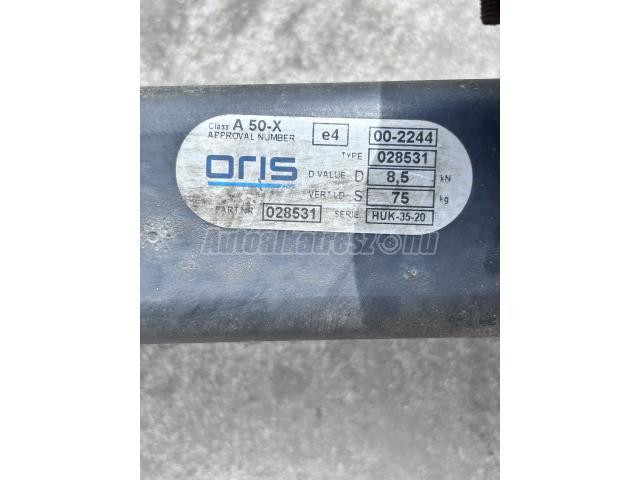 Class A 50-X
APPROVAL NUMBER e4 00-2244
TYPE 028531
ORIS D VALUE D 8,5 kN
VERT LD S 75 kg
PART NR 028531 SERIE HUK-35-20
Autoalkatresz.hu